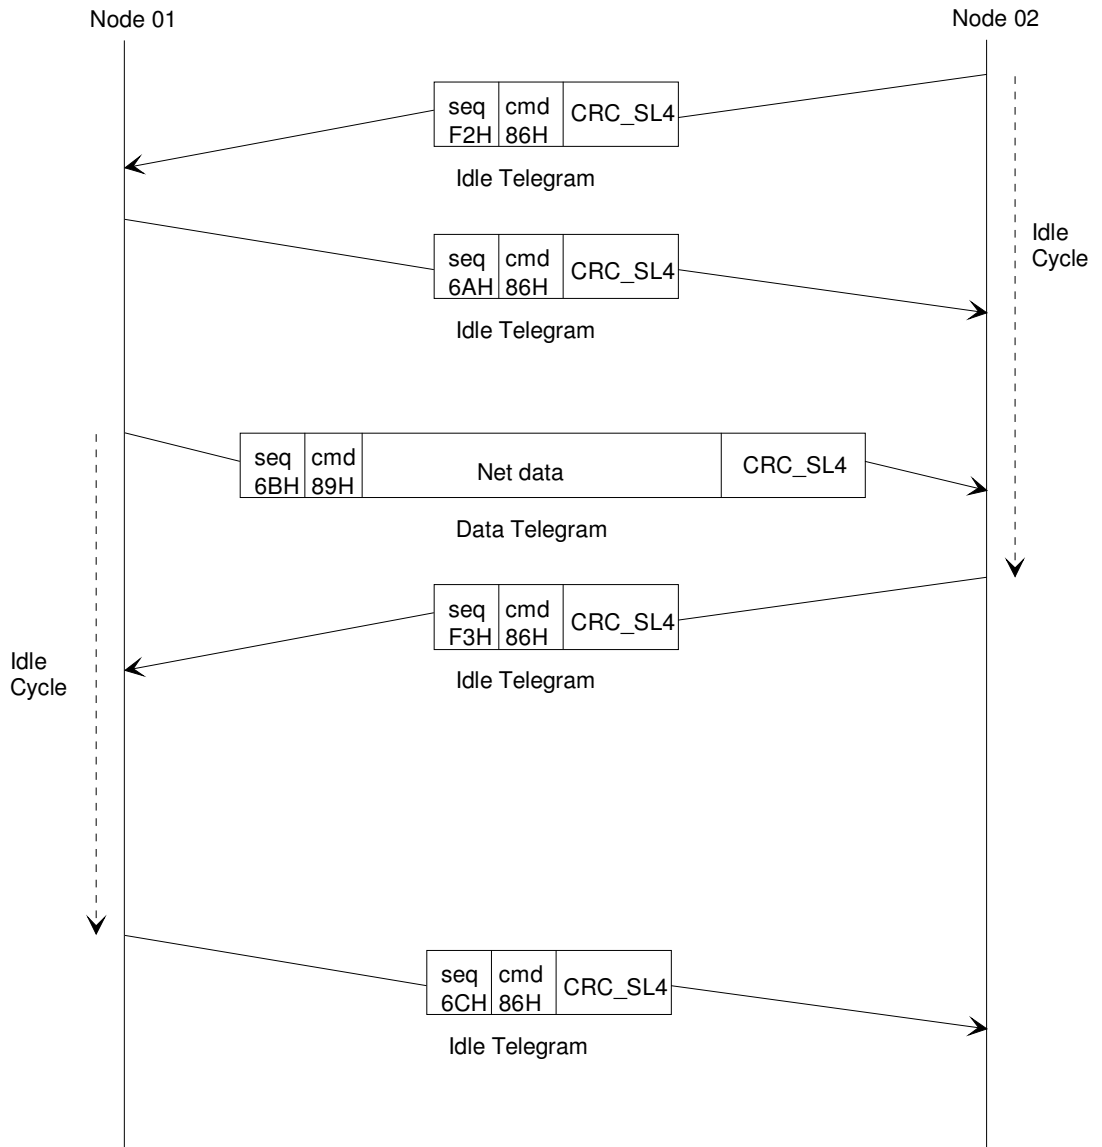 Node 01
Node 02
seq cmd CRC_SL4
F2H 86H
Idle Telegram
seq cmd CRC_SL4
6AH 86H
Idle Telegram
Idle
Cycle
seq cmd Net data CRC_SL4
6BH 89H
Data Telegram
seq cmd CRC_SL4
F3H 86H
Idle Telegram
Idle
Cycle
seq cmd CRC_SL4
6CH 86H
Idle Telegram